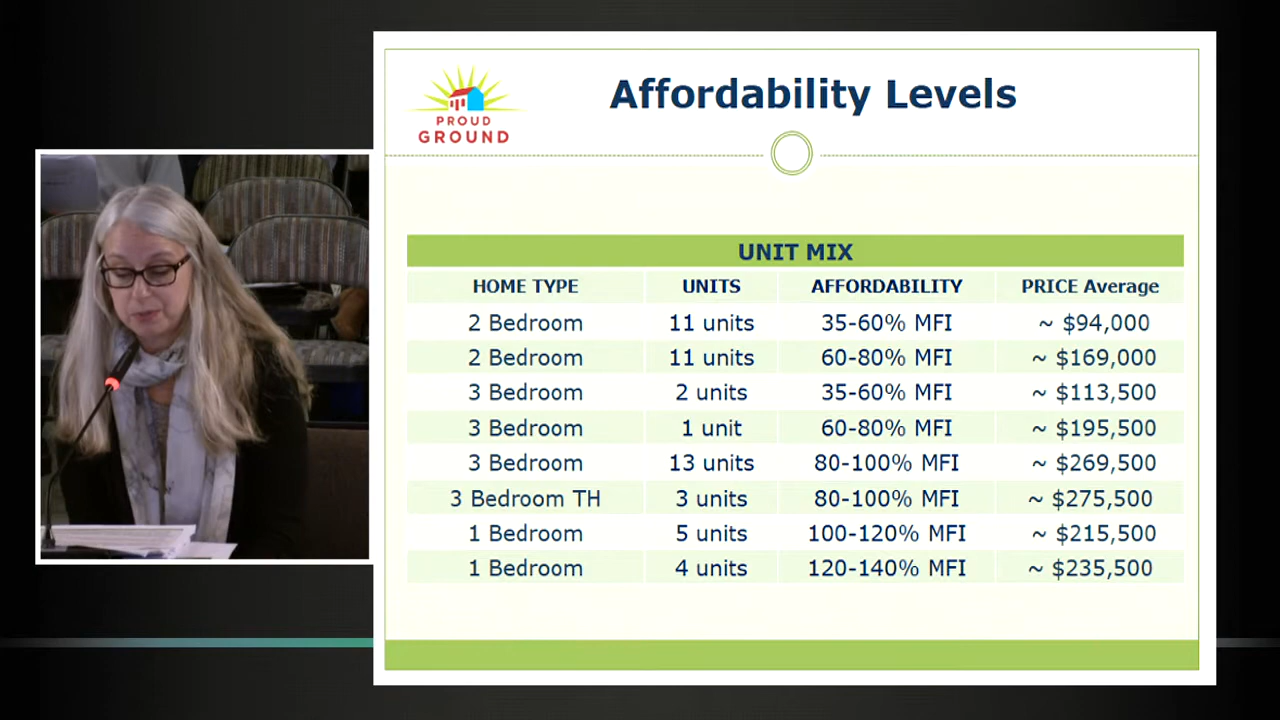 PROUD
GROUND
Affordability Levels
UNIT MIX
HOME TYPE UNITS AFFORDABILITY PRICE Average
2 Bedroom 11 units 35-60% MFI ~ $94,000
2 Bedroom 11 units 60-80% MFI ~ $169,000
3 Bedroom 2 units 35-60% MFI ~ $113,500
3 Bedroom 1 unit 60-80% MFI ~ $195,500
3 Bedroom 13 units 80-100% MFI ~ $269,500
3 Bedroom TH 3 units 80-100% MFI ~ $275,500
1 Bedroom 5 units 100-120% MFI ~ $215,500
1 Bedroom 4 units 120-140% MFI ~ $235,500